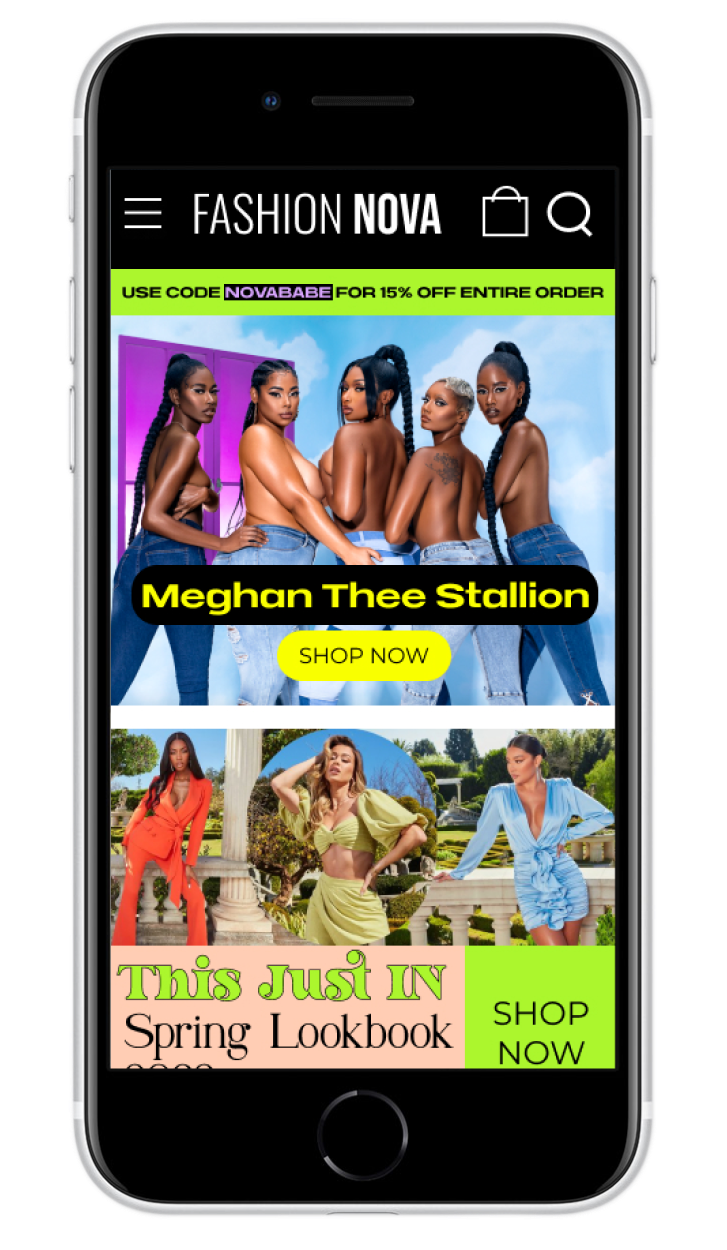 FASHION NOVA
USE CODE NOVABABE FOR 15% OFF ENTIRE ORDER
Meghan Thee Stallion
SHOP NOW
This Just IN
Spring Lookbook
SHOP
NOW